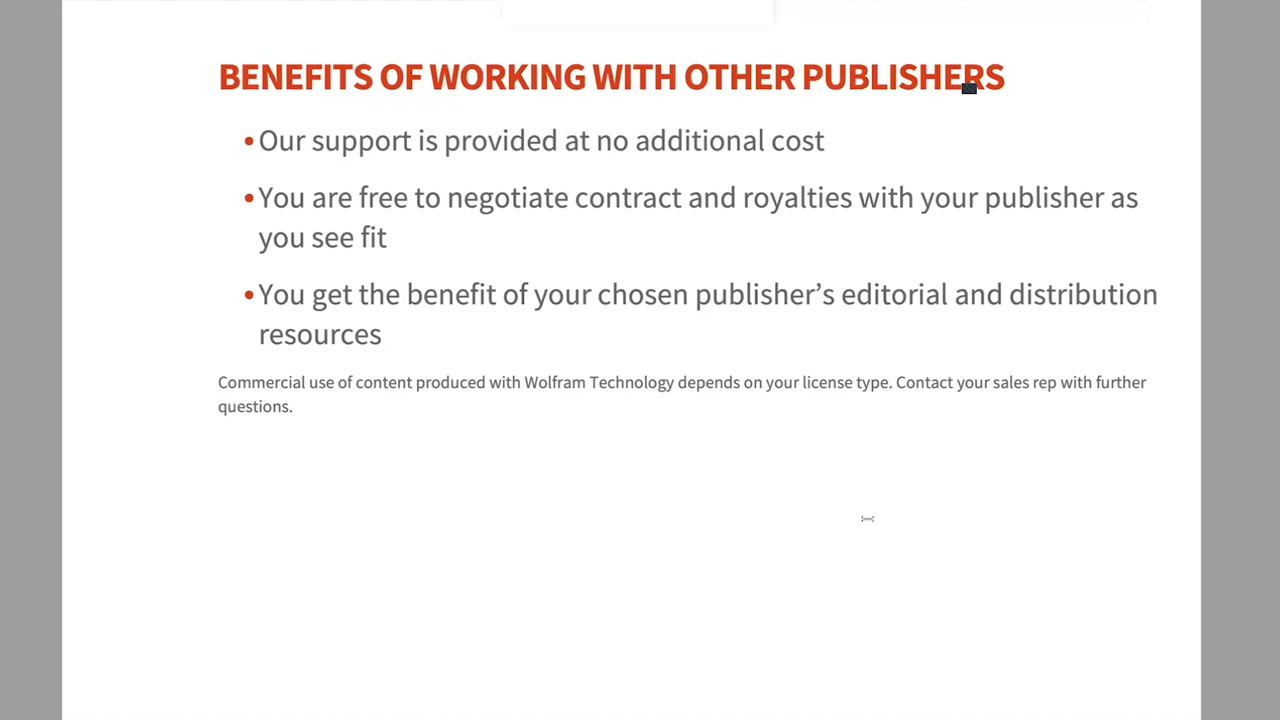 BENEFITS OF WORKING WITH OTHER PUBLISHERS
• Our support is provided at no additional cost
• You are free to negotiate contract and royalties with your publisher as
you see fit
• You get the benefit of your chosen publisher’s editorial and distribution
resources
Commercial use of content produced with Wolfram Technology depends on your license type. Contact your sales rep with further
questions.